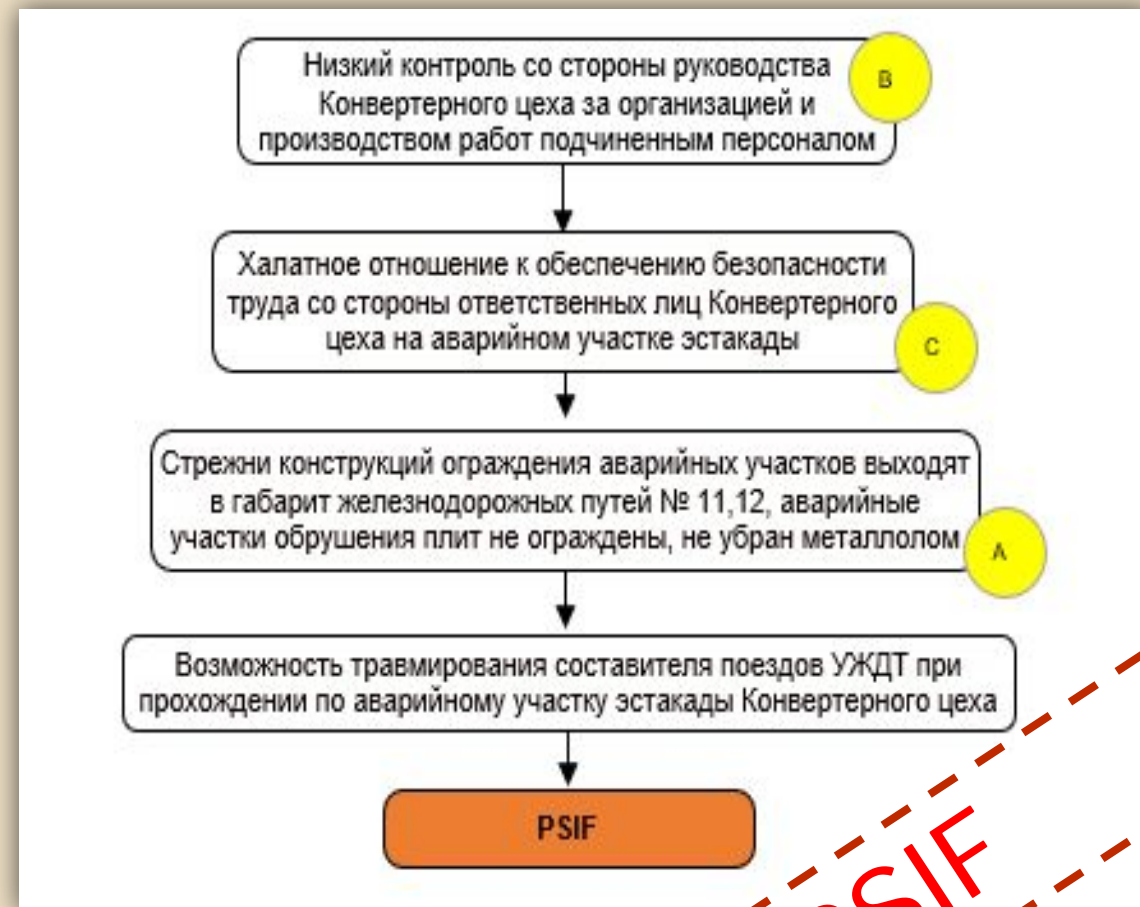 Низкий контроль со стороны руководства
Конвертерного цеха за организацией и
производством работ подчиненным персоналом
B
Халатное отношение к обеспечению безопасности
труда со стороны ответственных лиц Конвертерного
цеха на аварийном участке эстакады
C
Стрежни конструкций ограждения аварийных участков выходят
в габарит железнодорожных путей № 11,12, аварийные
участки обрушения плит не ограждены, не убран металлолом
A
Возможность травмирования составителя поездов УЖДТ при
прохождении по аварийному участку эстакады Конвертерного цеха
PSIF
SIF